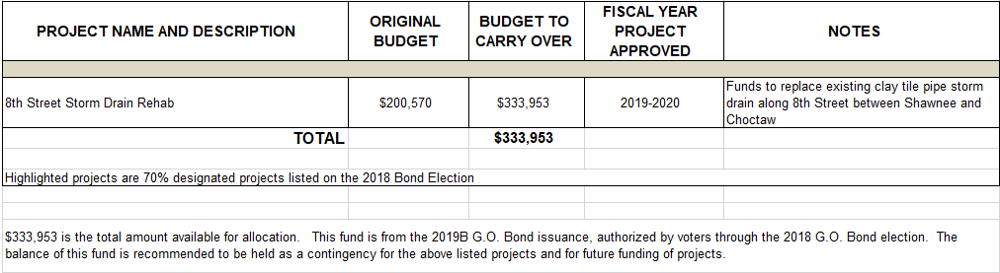 PROJECT NAME AND DESCRIPTION ORIGINAL BUDGET BUDGET TO CARRY OVER FISCAL YEAR PROJECT APPROVED NOTES
8th Street Storm Drain Rehab $200,570 $333,953 2019-2020 Funds to replace existing clay tile pipe storm
drain along 8th Street between Shawnee and
Choctaw
TOTAL $333,953
Highlighted projects are 70% designated projects listed on the 2018 Bond Election
$333,953 is the total amount available for allocation. This fund is from the 2019B G.O. Bond issuance, authorized by voters through the 2018 G.O. Bond election. The
balance of this fund is recommended to be held as a contingency for the above listed projects and for future funding of projects.